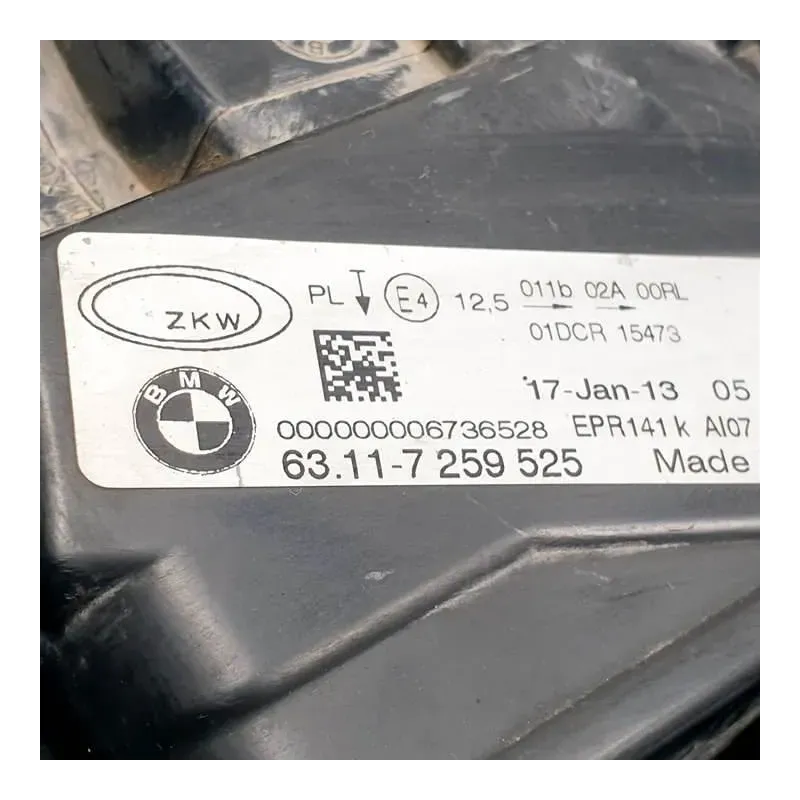 ZKW
PL E4 12,5 011b 02A 00RL
01DCR 15473
BMW
17-Jan-13 05
000000006736528 EPR141 k AI07
63.11-7 259 525 Made